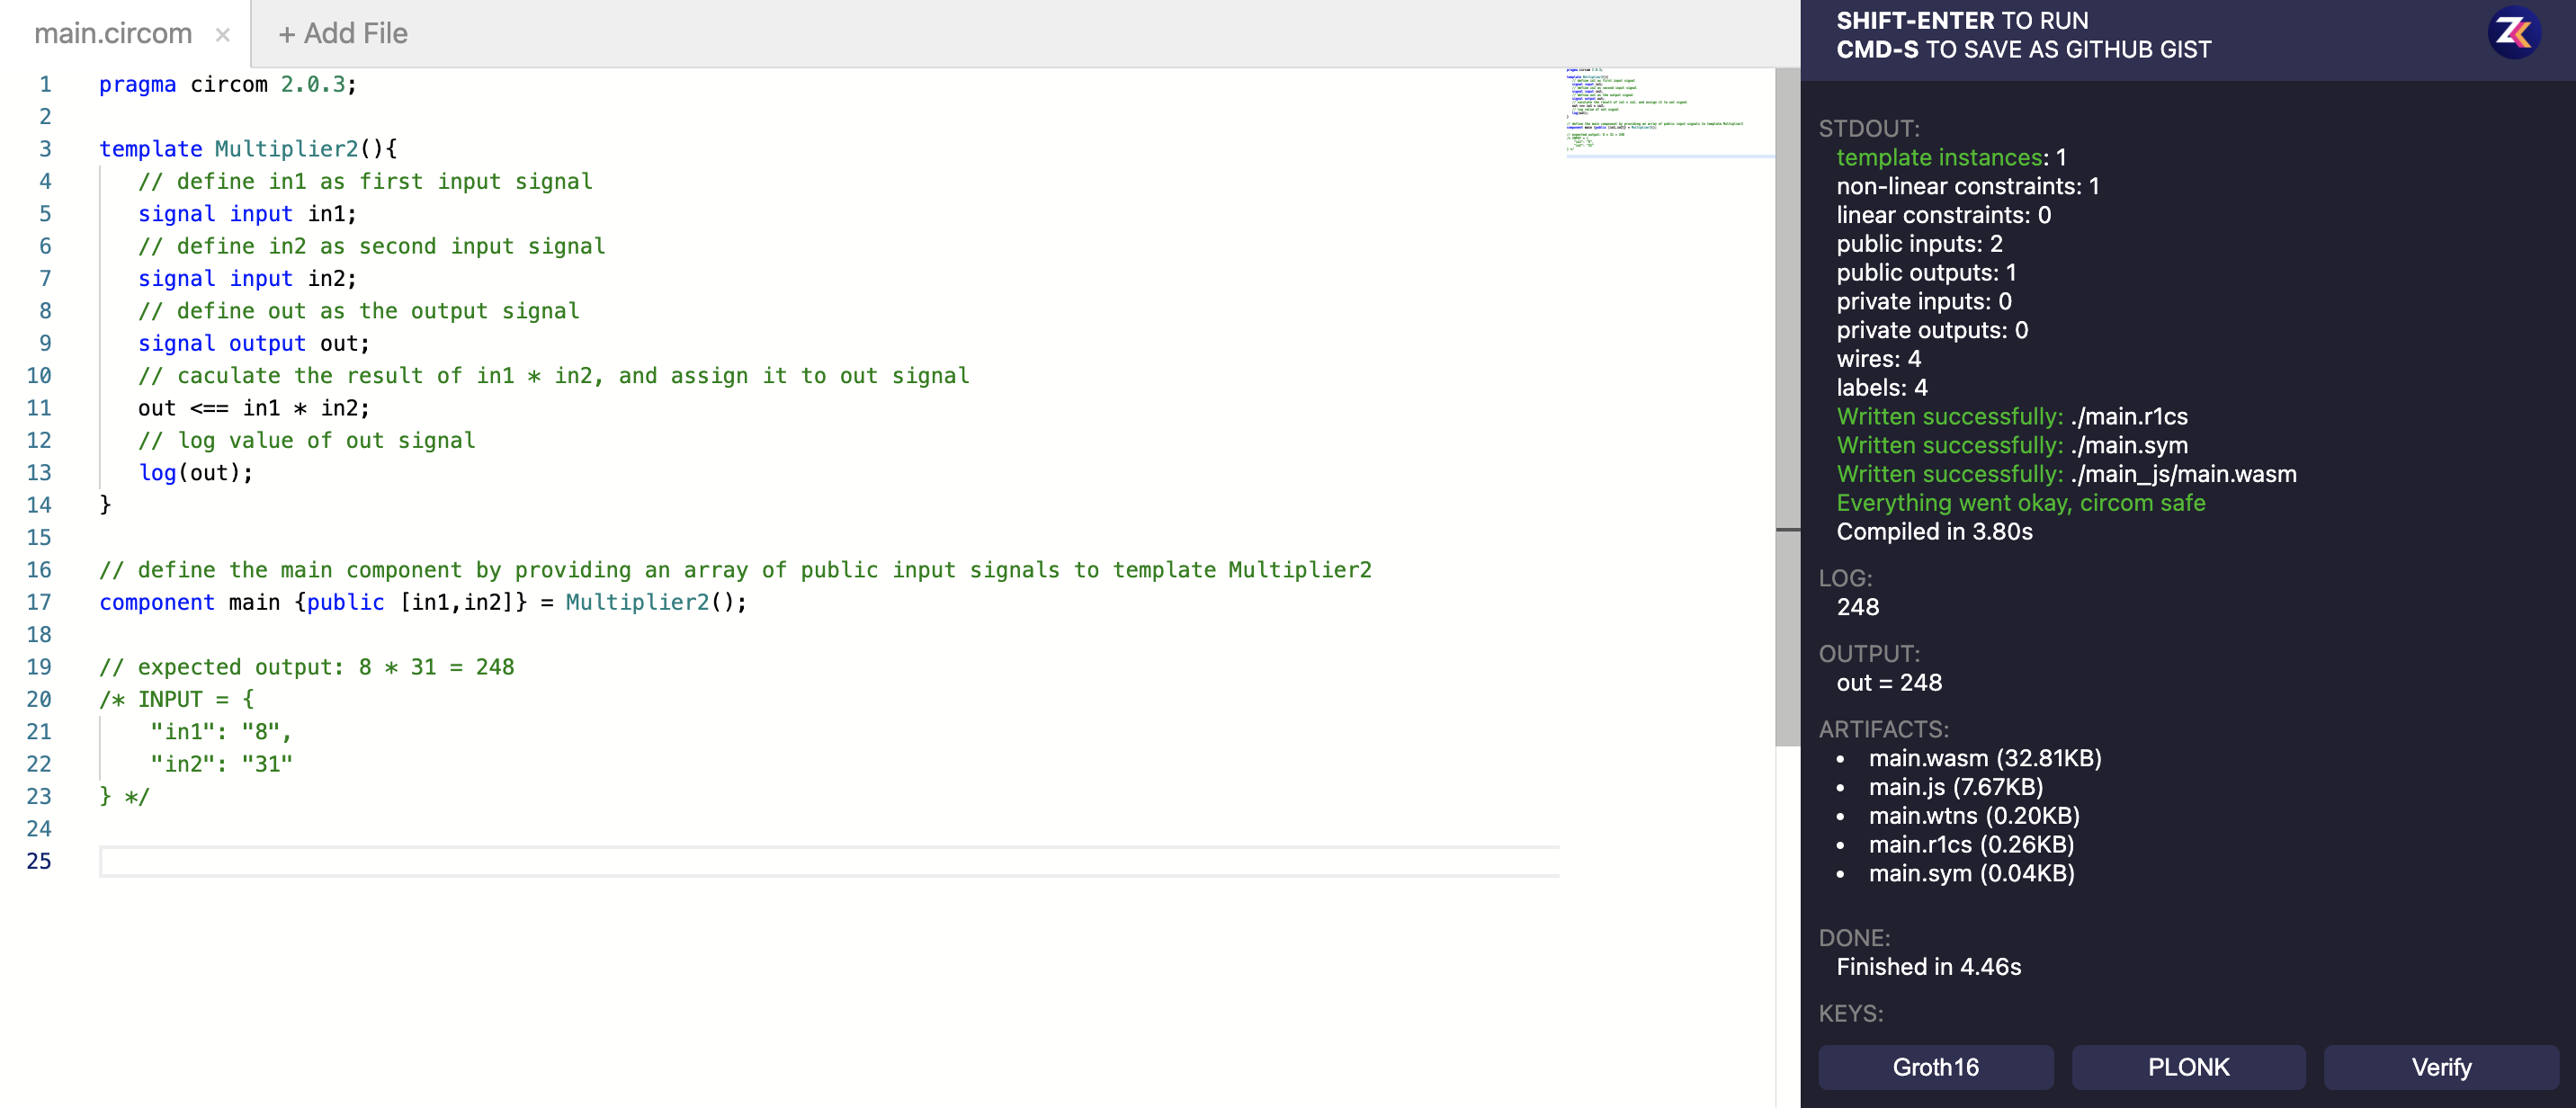 main.circom ×
+ Add File
1 pragma circom 2.0.3;
2
3 template Multiplier2(){
4 // define in1 as first input signal
5 signal input in1;
6 // define in2 as second input signal
7 signal input in2;
8 // define out as the output signal
9 signal output out;
10 // caculate the result of in1 * in2, and assign it to out signal
11 out <== in1 * in2;
12 // log value of out signal
13 log(out);
14 }
15
16 // define the main component by providing an array of public input signals to template Multiplier2
17 component main {public [in1,in2]} = Multiplier2();
18
19 // expected output: 8 * 31 = 248
20 /* INPUT = {
21 "in1": "8",
22 "in2": "31"
23 } */
24
25
SHIFT-ENTER TO RUN
CMD-S TO SAVE AS GITHUB GIST
ZK
STDOUT:
template instances: 1
non-linear constraints: 1
linear constraints: 0
public inputs: 2
public outputs: 1
private inputs: 0
private outputs: 0
wires: 4
labels: 4
Written successfully: ./main.r1cs
Written successfully: ./main.sym
Written successfully: ./main_js/main.wasm
Everything went okay, circom safe
Compiled in 3.80s
LOG:
248
OUTPUT:
out = 248
ARTIFACTS:
• main.wasm (32.81KB)
• main.js (7.67KB)
• main.wtns (0.20KB)
• main.r1cs (0.26KB)
• main.sym (0.04KB)
DONE:
Finished in 4.46s
KEYS:
Groth16
PLONK
Verify